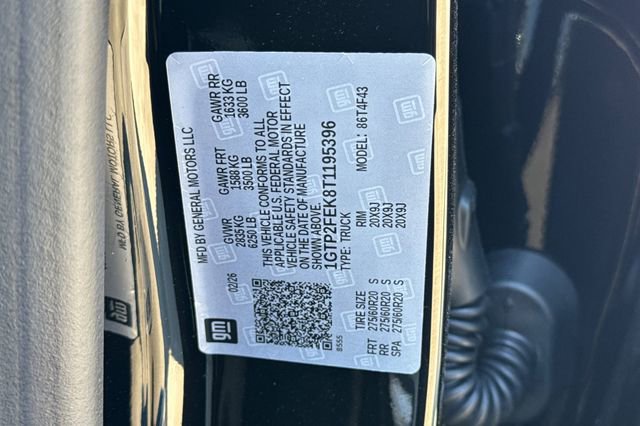 MFD BY GENERAL MOTORS LLC
GVWR GAWR FRT GAWR RR
2835 KG 1588 KG 1633 KG
6250 LB 3500 LB 3600 LB
THIS VEHICLE CONFORMS TO ALL
APPLICABLE U.S. FEDERAL MOTOR
VEHICLE SAFETY STANDARDS IN EFFECT
ON THE DATE OF MANUFACTURE
SHOWN ABOVE.
1GTP2FEK8T1195396
TYPE: TRUCK MODEL: 86T4F43
02/26
gm
8555
TIRE SIZE RIM
FRT 275/60R20 S 20X9J
RR 275/60R20 S 20X9J
SPA 275/60R20 S 20X9J